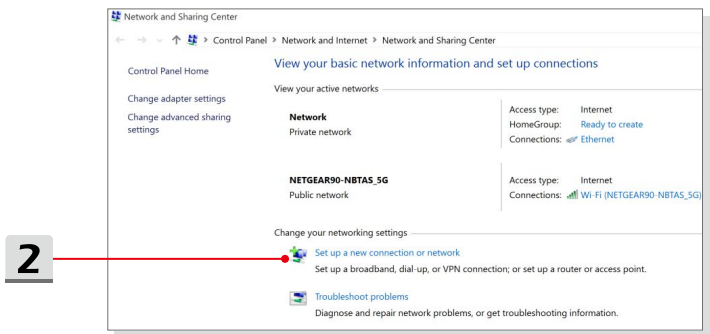 Network and Sharing Center
Control Panel > Network and Internet > Network and Sharing Center
Control Panel Home
Change adapter settings
Change advanced sharing
settings
View your basic network information and set up connections
View your active networks
Network
Private network
Access type: Internet
HomeGroup: Ready to create
Connections: Ethernet
NETGEAR90-NBTAS_5G
Public network
Access type: Internet
Connections: Wi-Fi (NETGEAR90-NBTAS_5G)
Change your networking settings
2
Set up a new connection or network
Set up a broadband, dial-up, or VPN connection; or set up a router or access point.
Troubleshoot problems
Diagnose and repair network problems, or get troubleshooting information.